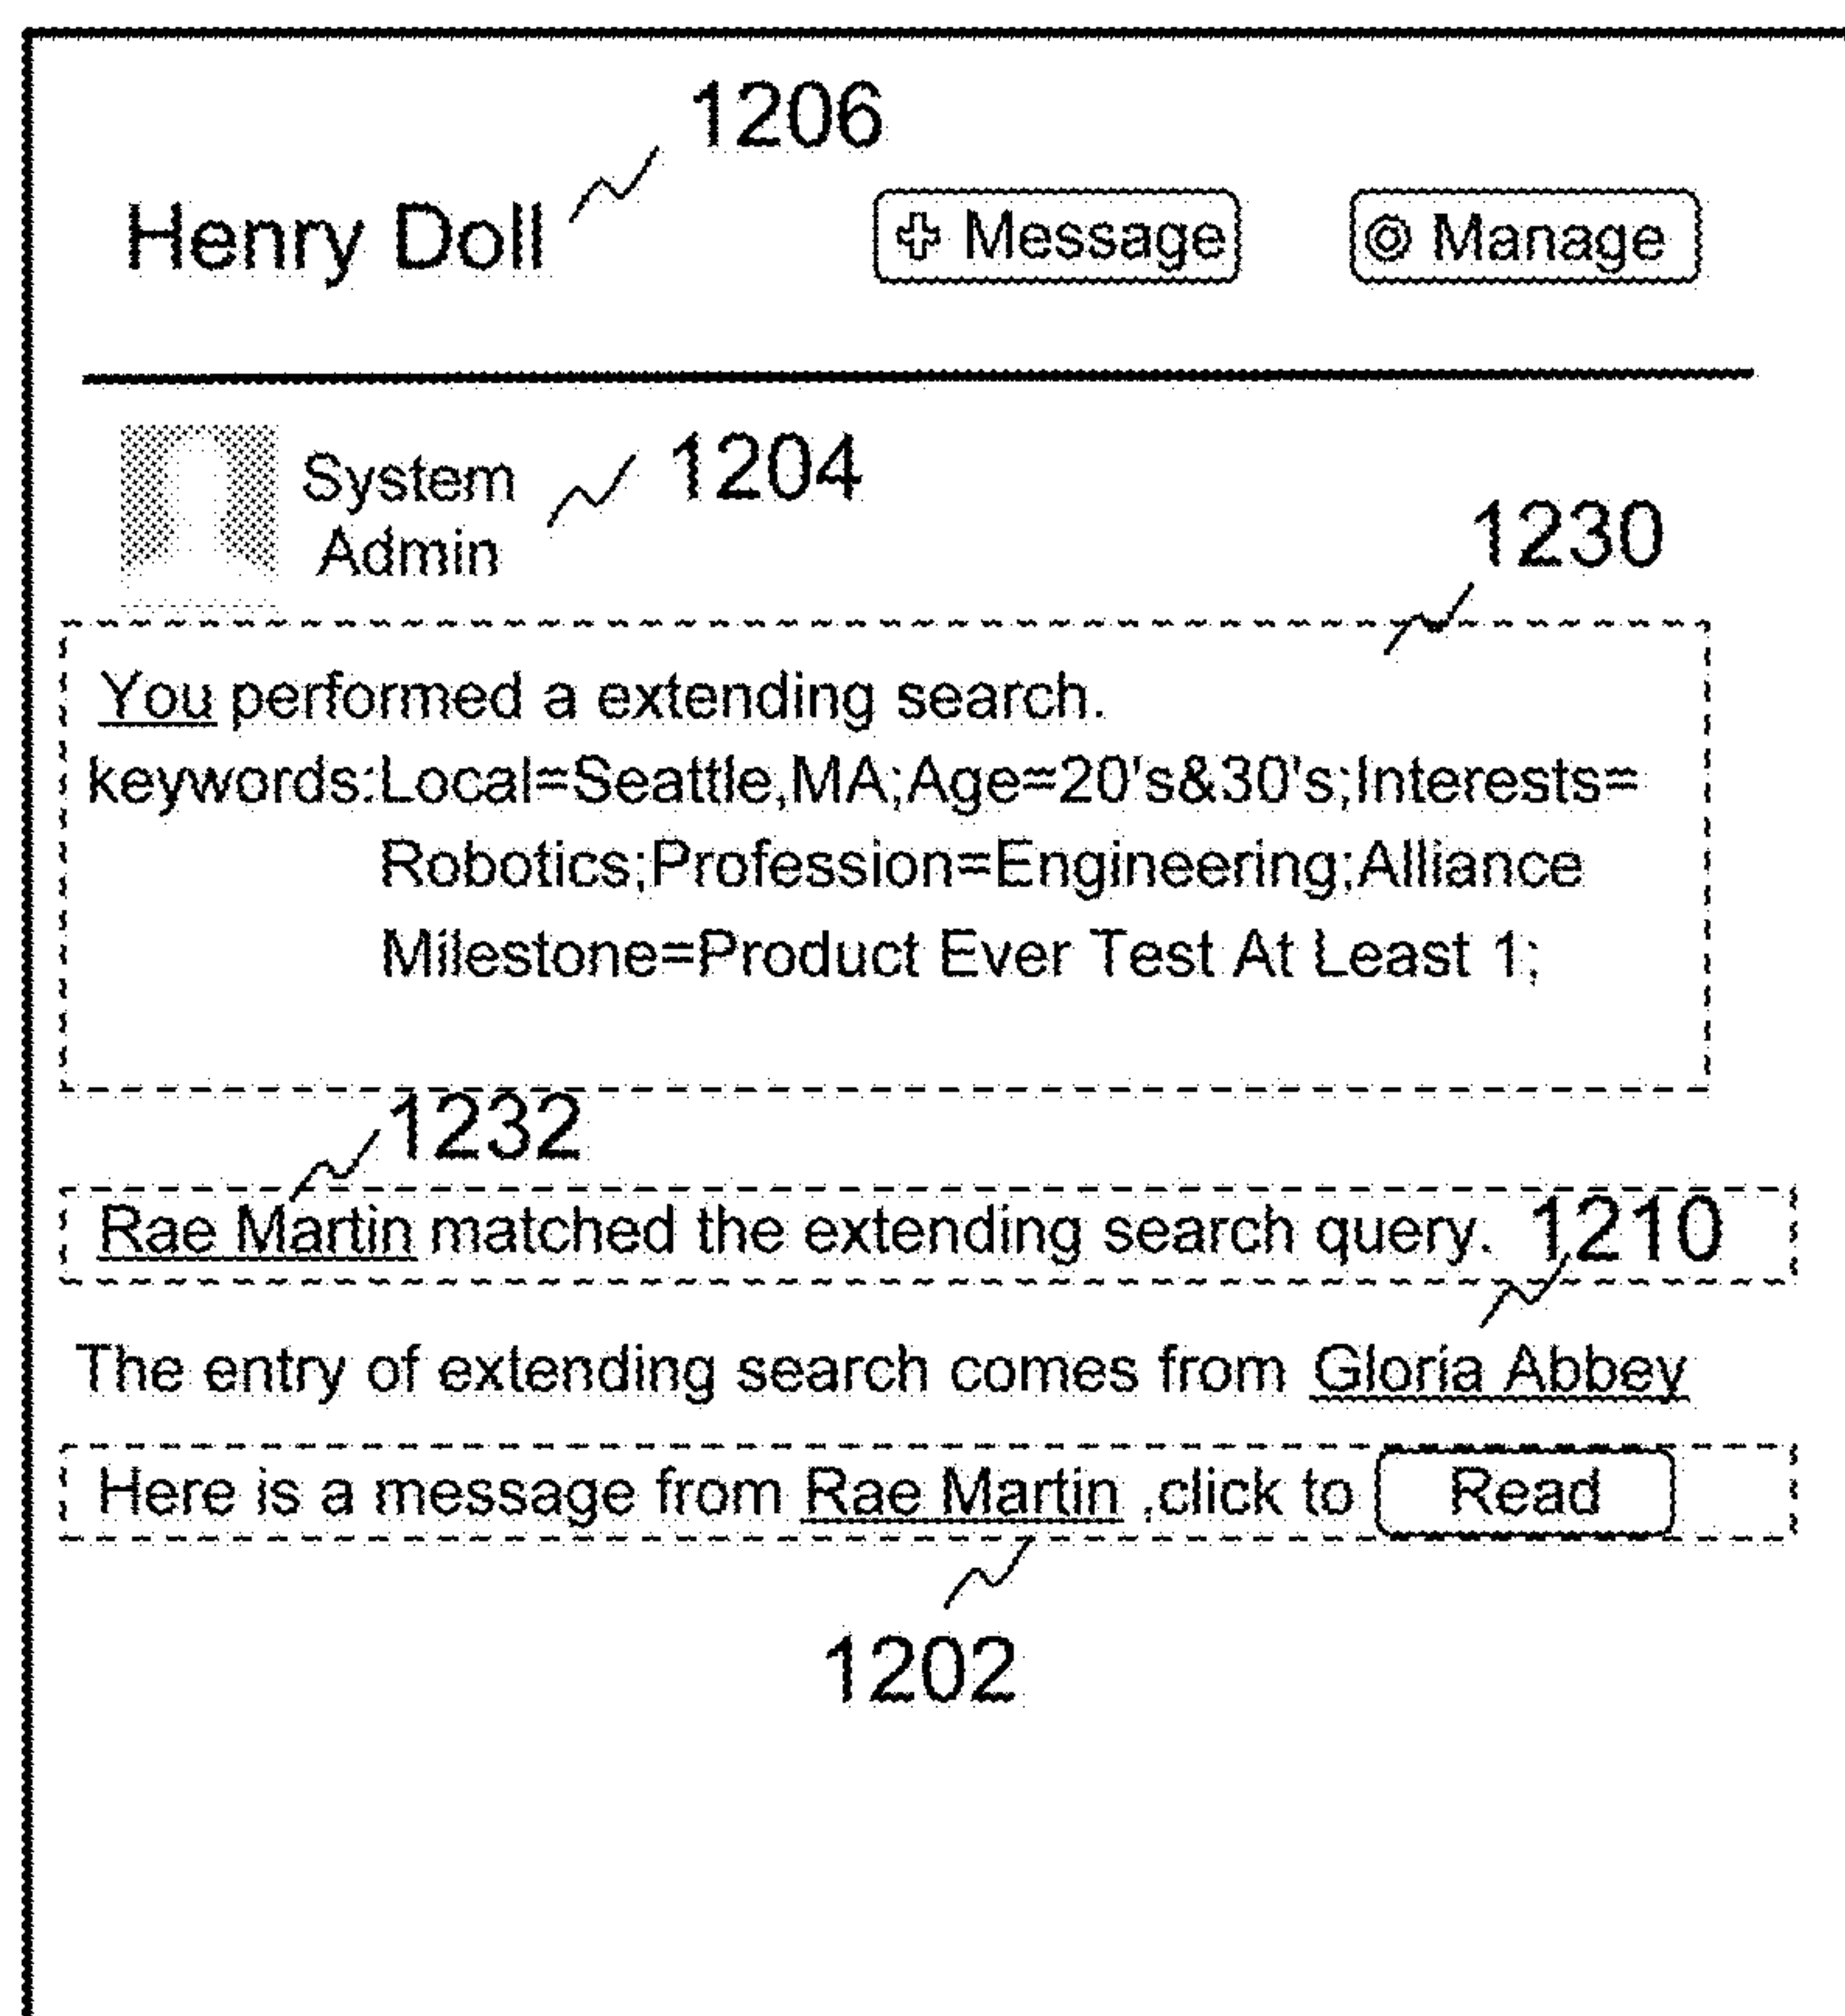 1206
Henry Doll Message Manage
System 1204
Admin
1230
You performed a extending search.
keywords:Local=Seattle,MA;Age=20's&30's;Interests=
Robotics;Profession=Engineering;Alliance
Milestone=Product Ever Test At Least 1;
1232
Rae Martin matched the extending search query. 1210
The entry of extending search comes from Gloria Abbey
Here is a message from Rae Martin ,click to Read
1202